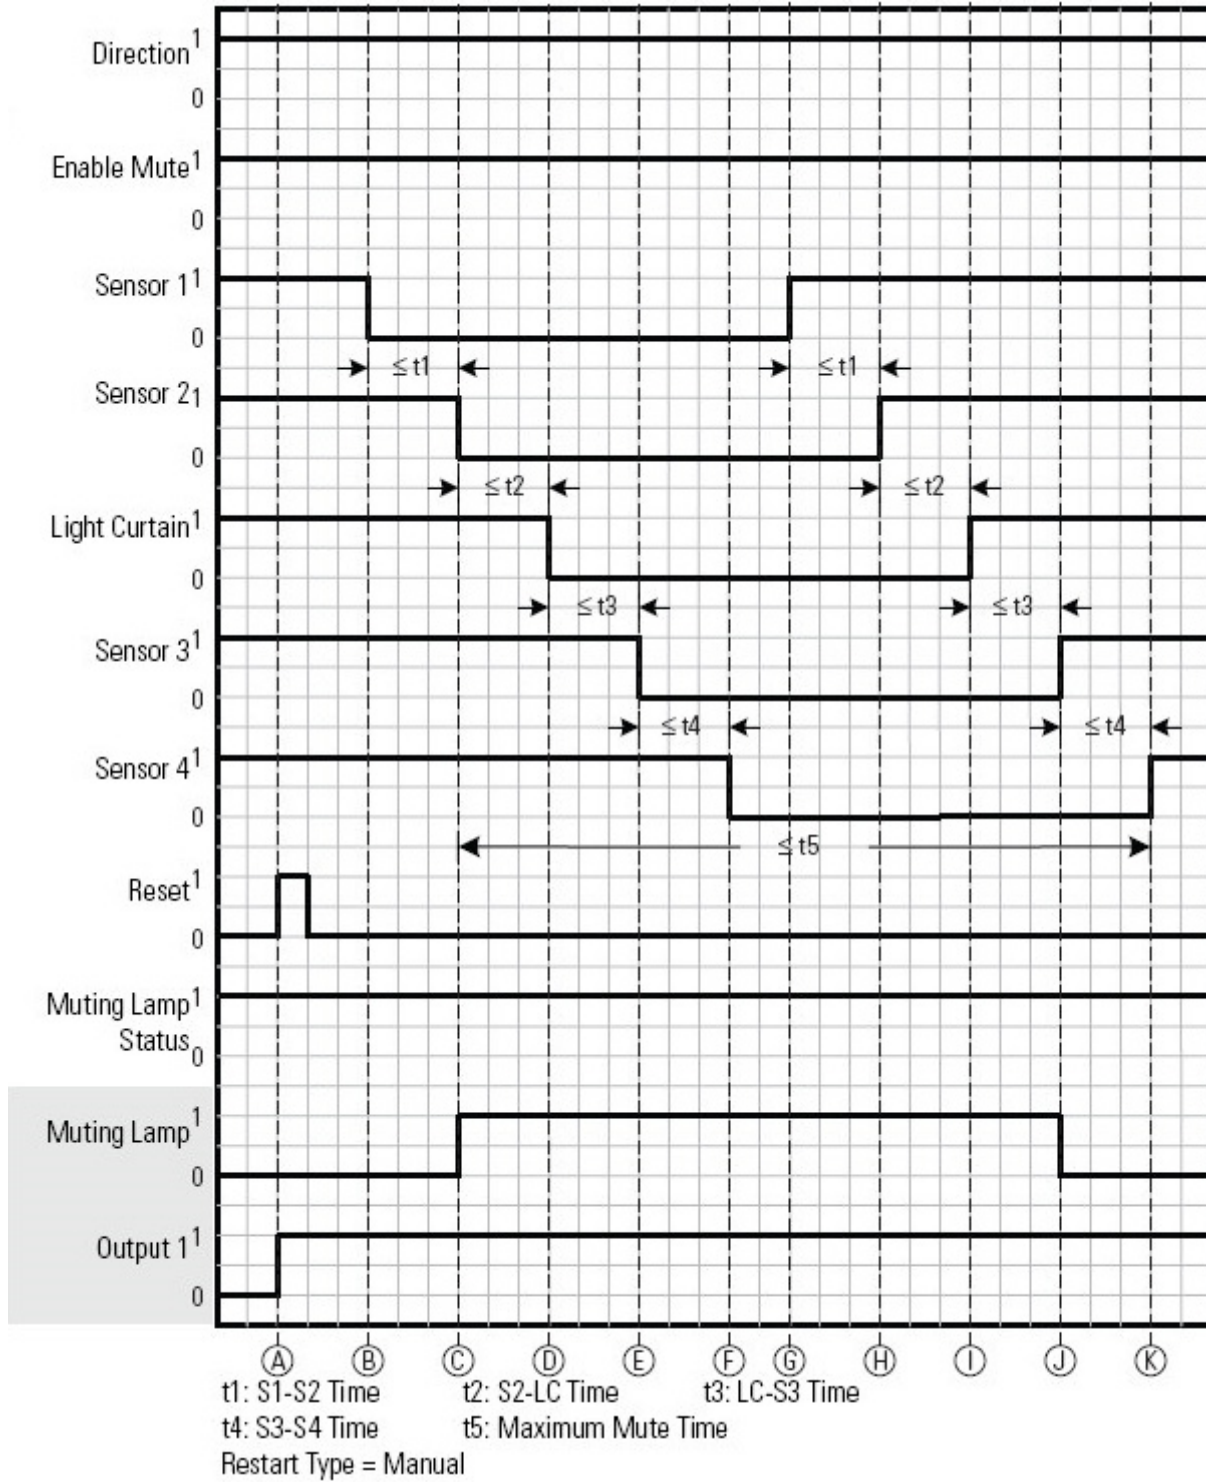 Direction 1
0
Enable Mute 1
0
Sensor 1 1
0
≤ t1 ≤ t1
Sensor 2 1
0
≤ t2 ≤ t2
Light Curtain 1
0
≤ t3 ≤ t3
Sensor 3 1
0
≤ t4 ≤ t4
Sensor 4 1
0
≤ t5
Reset 1
0
Muting Lamp 1
Status 0
Muting Lamp 1
0
Output 1 1
0
A B C D E F G H I J K
t1: S1-S2 Time t2: S2-LC Time t3: LC-S3 Time
t4: S3-S4 Time t5: Maximum Mute Time
Restart Type = Manual